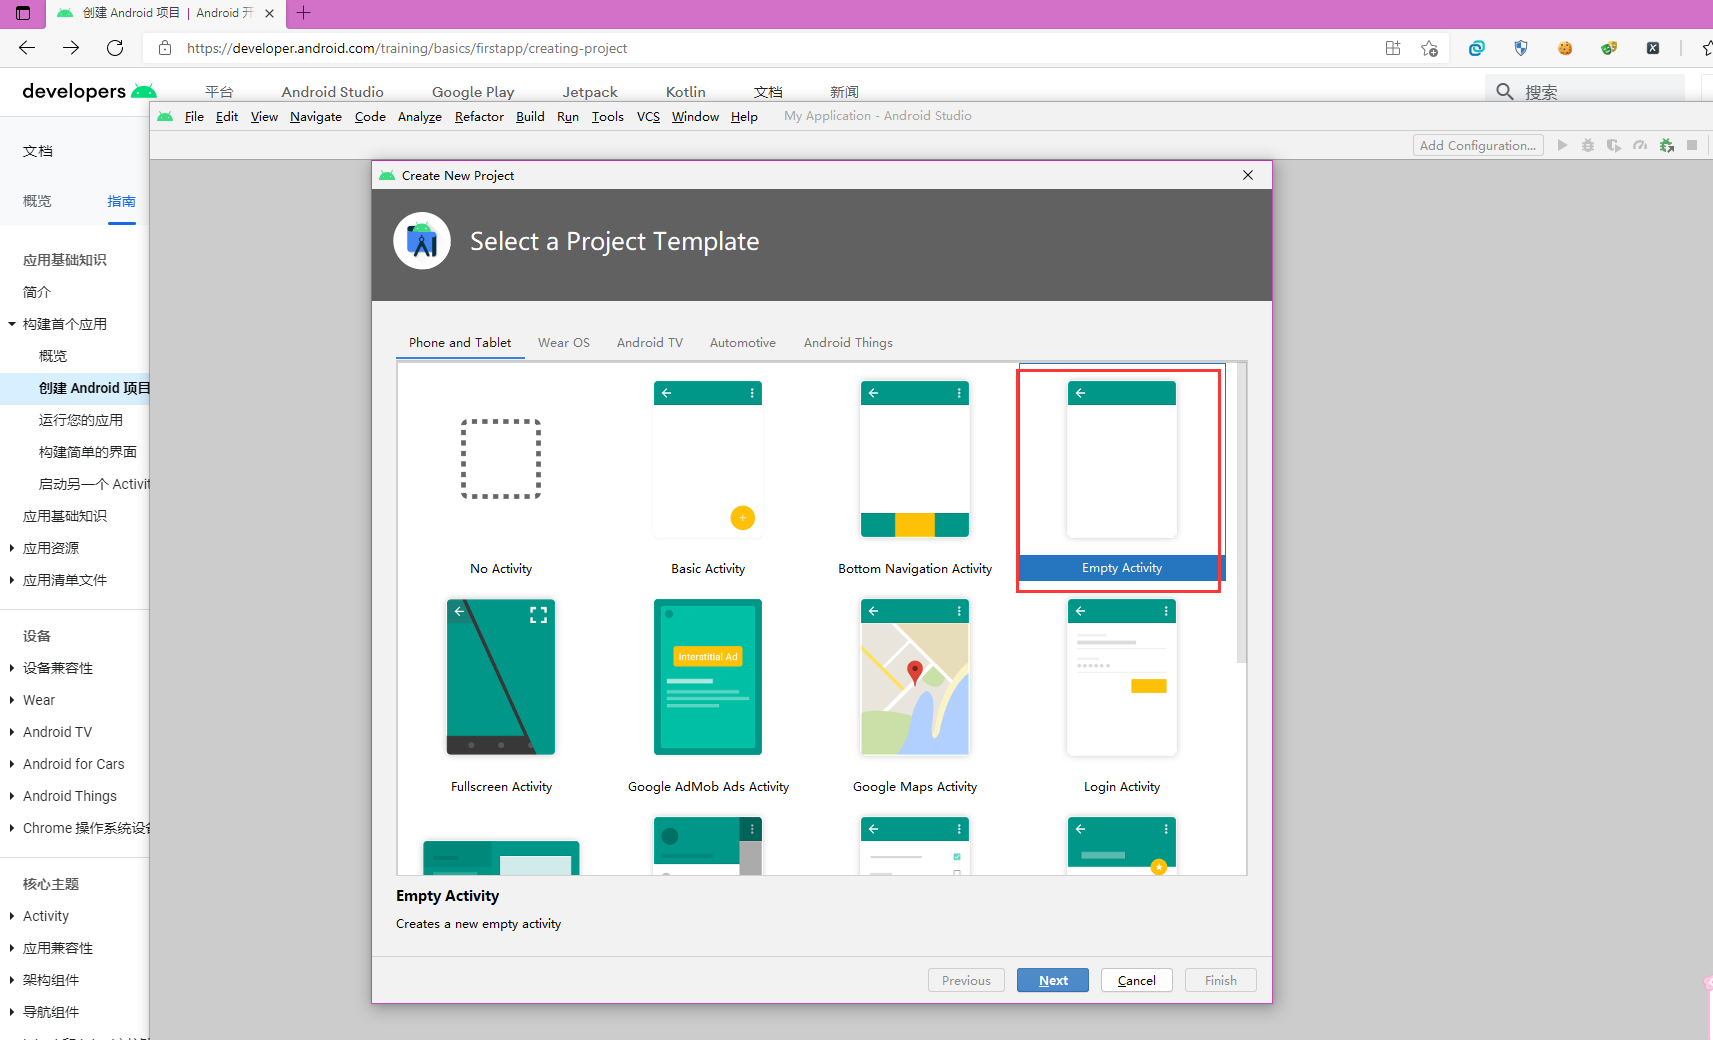 创建 Android 项目 | Android 开
https://developer.android.com/training/basics/firstapp/creating-project
developers
平台 Android Studio Google Play Jetpack Kotlin 文档 新闻
搜索
File Edit View Navigate Code Analyze Refactor Build Run Tools VCS Window Help My Application - Android Studio
Add Configuration...
文档
概览 指南
应用基础知识
简介
构建首个应用
概览
创建 Android 项目
运行您的应用
构建简单的界面
启动另一个 Activit
应用基础知识
应用资源
应用清单文件
设备
设备兼容性
Wear
Android TV
Android for Cars
Android Things
Chrome 操作系统设备
核心主题
Activity
应用兼容性
架构组件
导航组件
Create New Project
Select a Project Template
Phone and Tablet Wear OS Android TV Automotive Android Things
No Activity Basic Activity Bottom Navigation Activity Empty Activity
Interstitial Ad
Fullscreen Activity Google AdMob Ads Activity Google Maps Activity Login Activity
Empty Activity
Creates a new empty activity
Previous Next Cancel Finish